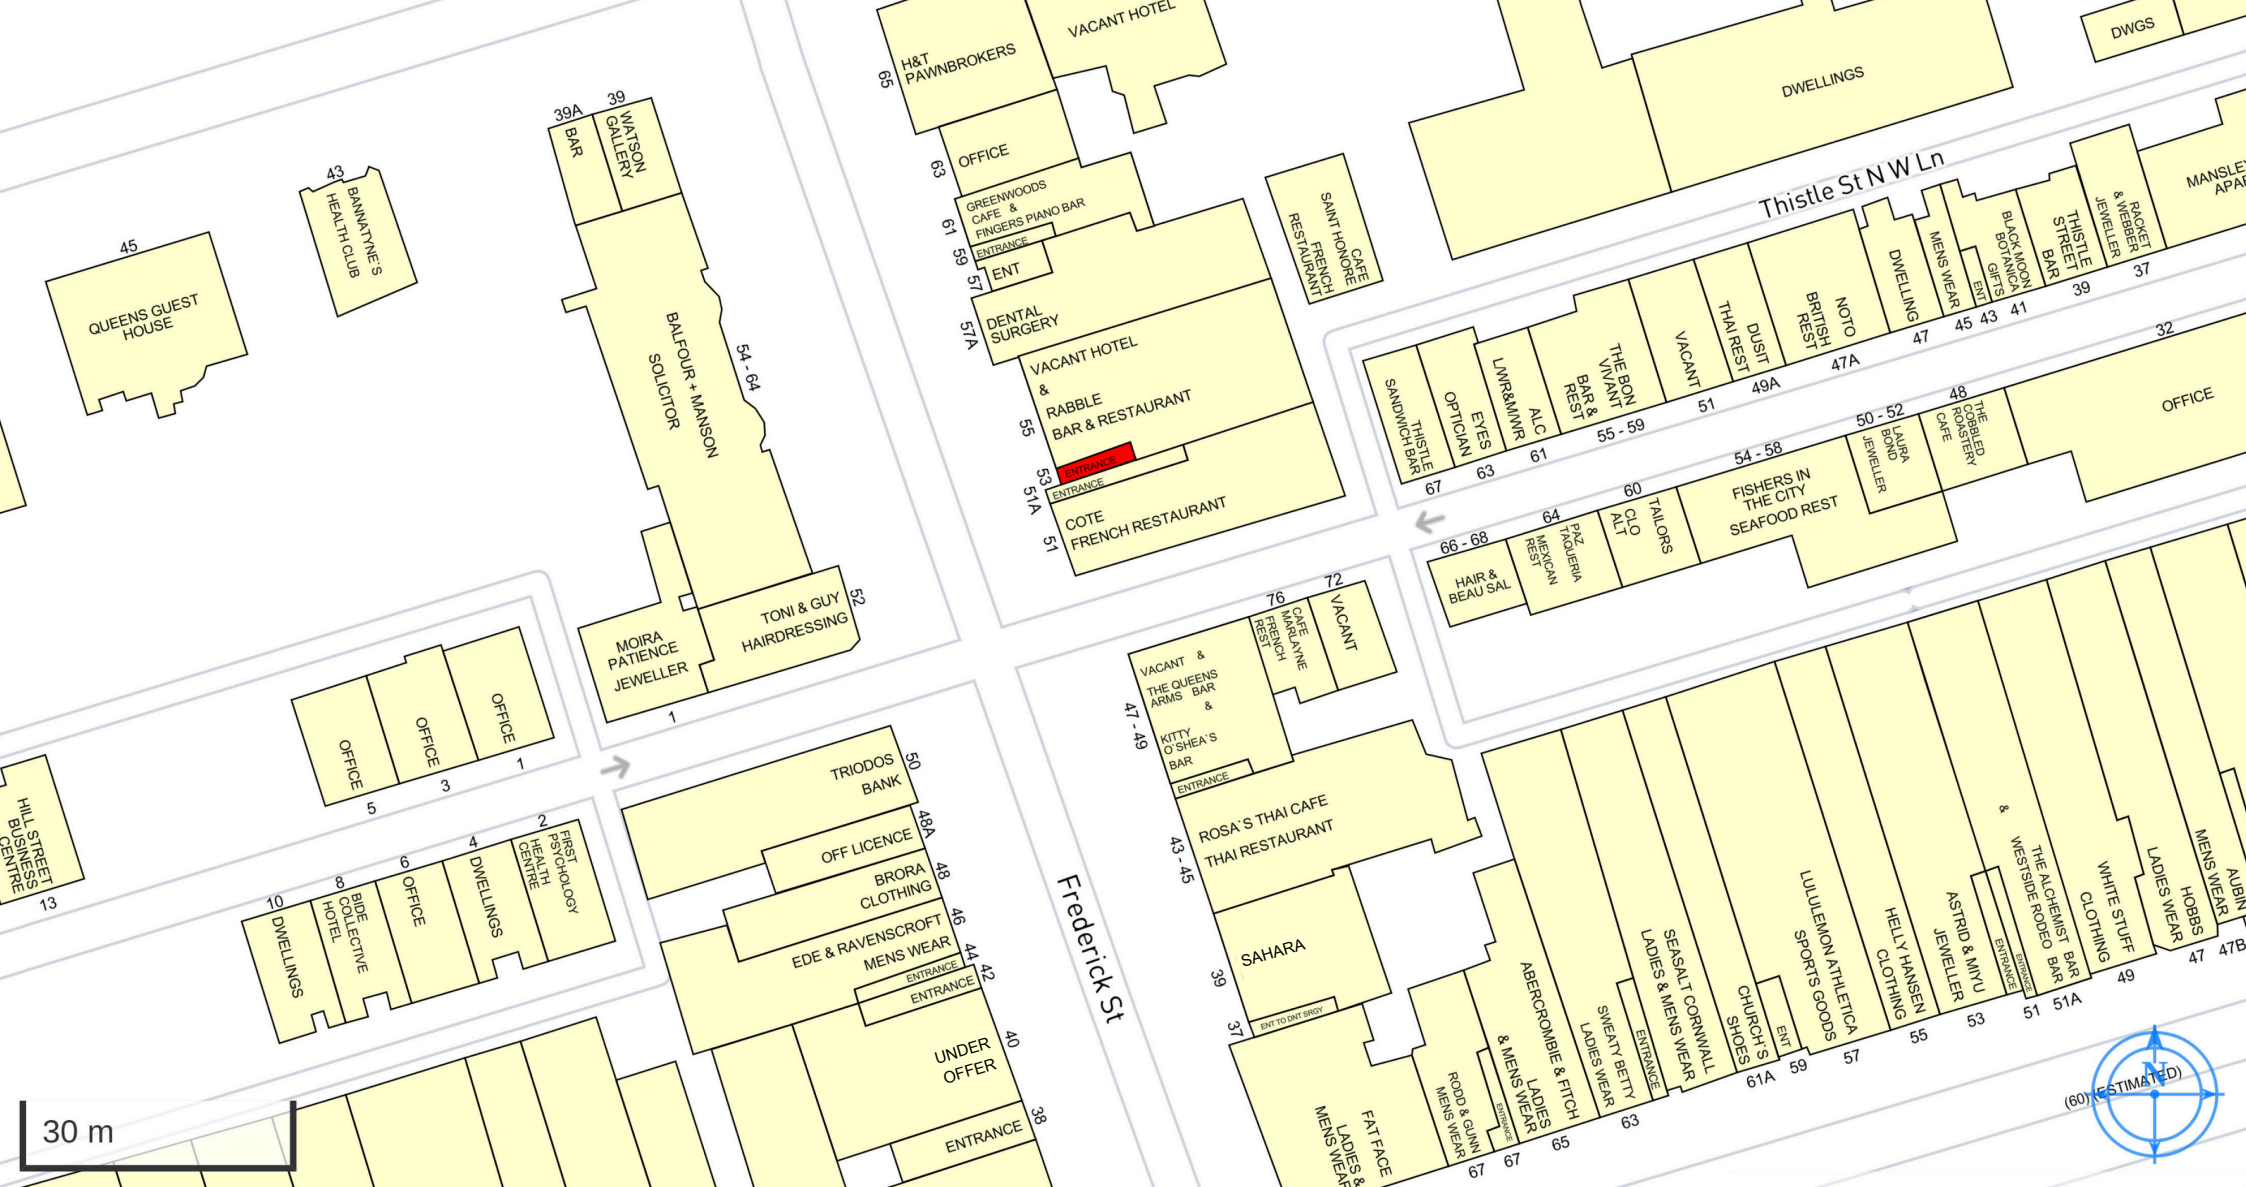 H&T
PAWNBROKERS
65
VACANT HOTEL
DWGS
DWELLINGS
OFFICE
63
GREENWOODS
CAFE &
FINGERS PIANO BAR
61
ENTRANCE
59
ENT
57
DENTAL
SURGERY
57A
VACANT HOTEL
&
RABBLE
BAR & RESTAURANT
55
ENTRANCE
53
ENTRANCE
51A
COTE
FRENCH RESTAURANT
51
39A
BAR
39
WATSON
GALLERY
43
BANNATYNE`S
HEALTH CLUB
45
QUEENS GUEST
HOUSE
BALFOUR + MANSON
SOLICITOR
54 - 64
TONI & GUY
HAIRDRESSING
52
MOIRA
PATIENCE
JEWELLER
1
CAFE
SAINT HONORE
FRENCH
RESTAURANT
Thistle St N W Ln
THISTLE
SANDWICH BAR
67
EYES
OPTICIAN
63
ALC
L/WR&M/WR
61
THE BON
VIVANT
BAR &
REST
55 - 59
VACANT
51
DUSIT
THAI REST
49A
NOTO
BRITISH
REST
47A
DWELLING
47
MENS WEAR
45
ENT
GIFTS
43
BLACK MOON
BOTANICA
41
THISTLE
STREET
BAR
39
RACKET
& WEBBER
JEWELLER
37
MANSLE
APAR
32
OFFICE
48
THE
COBBLED
ROASTERY
CAFE
50 - 52
LAURA
BOND
JEWELLER
54 - 58
FISHERS IN
THE CITY
SEAFOOD REST
60
TAILORS
CLO
ALT
64
PAZ
TAQUERIA
MEXICAN
REST
66 - 68
HAIR &
BEAU SAL
72
VACANT
76
CAFE
MARLAYNE
FRENCH
REST
VACANT &
THE QUEENS
ARMS BAR
&
KITTY
O`SHEA`S
BAR
47 - 49
ENTRANCE
ROSA`S THAI CAFE
THAI RESTAURANT
43 - 45
SAHARA
39
ENT TO DNT SRGY
37
FAT FACE
LADIES &
MENS WEAR
Frederick St
OFFICE
5
OFFICE
3
OFFICE
1
HILL STREET
BUSINESS
CENTRE
13
10
DWELLINGS
8
BIDE
COLLECTIVE
HOTEL
6
OFFICE
4
DWELLINGS
2
FIRST
PSYCHOLOGY
HEALTH
CENTRE
TRIODOS
BANK
50
OFF LICENCE
48A
BRORA
CLOTHING
48
EDE & RAVENSCROFT
MENS WEAR
46
ENTRANCE
44
ENTRANCE
42
UNDER
OFFER
40
ENTRANCE
38
RODD & GUNN
MENS WEAR
67
ENTRANCE
67
ABERCROMBIE & FITCH
LADIES
& MENS WEAR
65
SWEATY BETTY
LADIES WEAR
63
ENTRANCE
SEASALT CORNWALL
LADIES & MENS WEAR
CHURCH`S
SHOES
61A
ENT
59
LULULEMON ATHLETICA
SPORTS GOODS
57
HELLY HANSEN
CLOTHING
55
ASTRID & MIYU
JEWELLER
53
ENTRANCE
ENTRANCE
51
&
THE ALCHEMIST BAR
WESTSIDE RODEO BAR
51A
WHITE STUFF
CLOTHING
49
HOBBS
LADIES WEAR
47
MENS WEAR
AUBIN
47B
(60) (ESTIMATED)
N
30 m